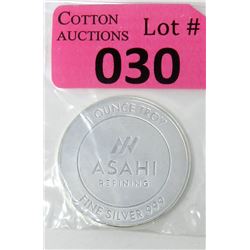 COTTON
AUCTIONS
Lot #
030
1 OUNCE TROY
ASAHI
REFINING
FINE SILVER 999